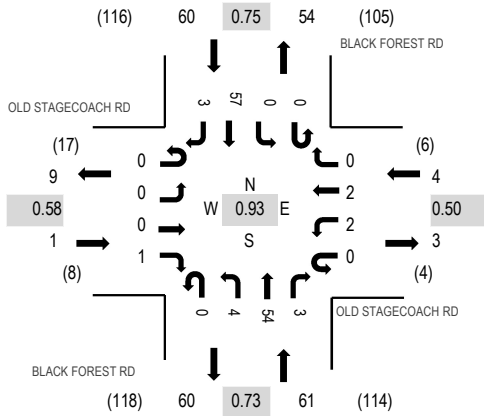 (116) 60 0.75 54 (105)
BLACK FOREST RD
3 57 0 0
OLD STAGECOACH RD
(17) 0 0 (6)
9 0 N 2 4
0.58 0 W 0.93 E 2 0.50
1 1 S 0 3
(8) (4)
0 4 54 3
OLD STAGECOACH RD
BLACK FOREST RD
(118) 60 0.73 61 (114)